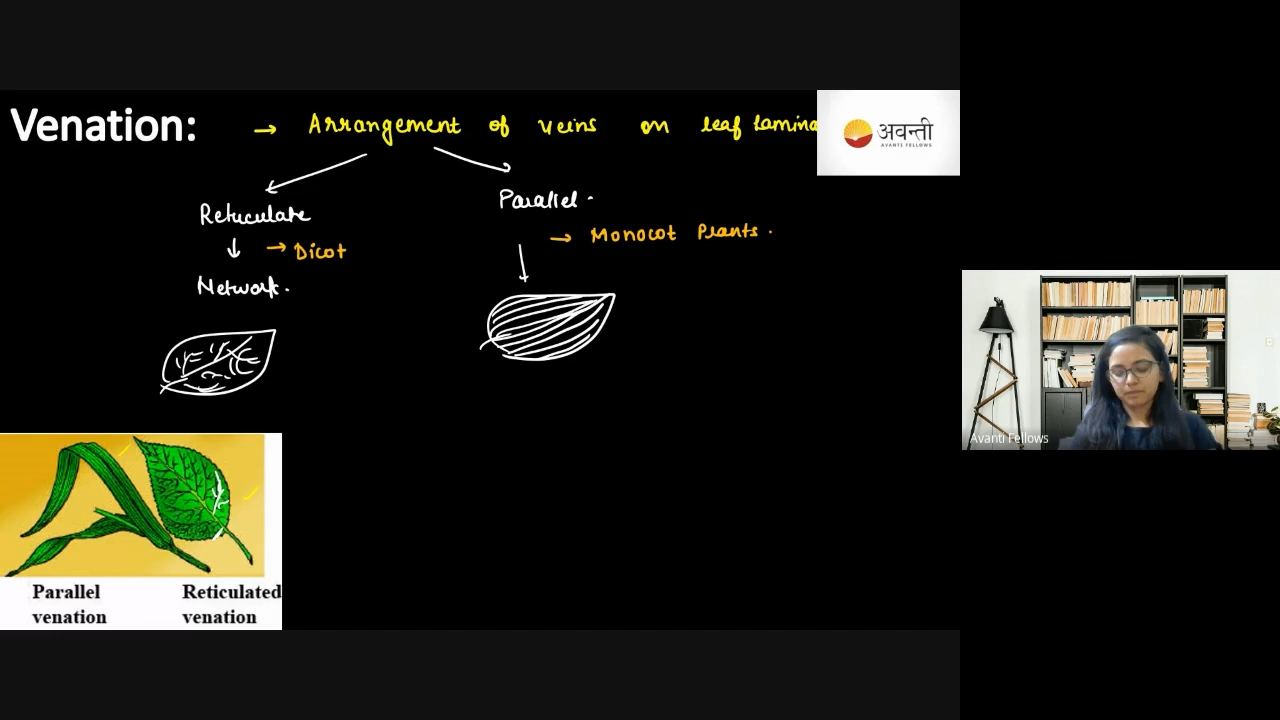 Venation: → Arrangement of veins on leaf lamina
अवन्ती
AVANTI FELLOWS
Reticulate
→ Dicot
Network.
Parallel.
→ Monocot Plants.
Parallel venation
Reticulated venation
Avanti Fellows